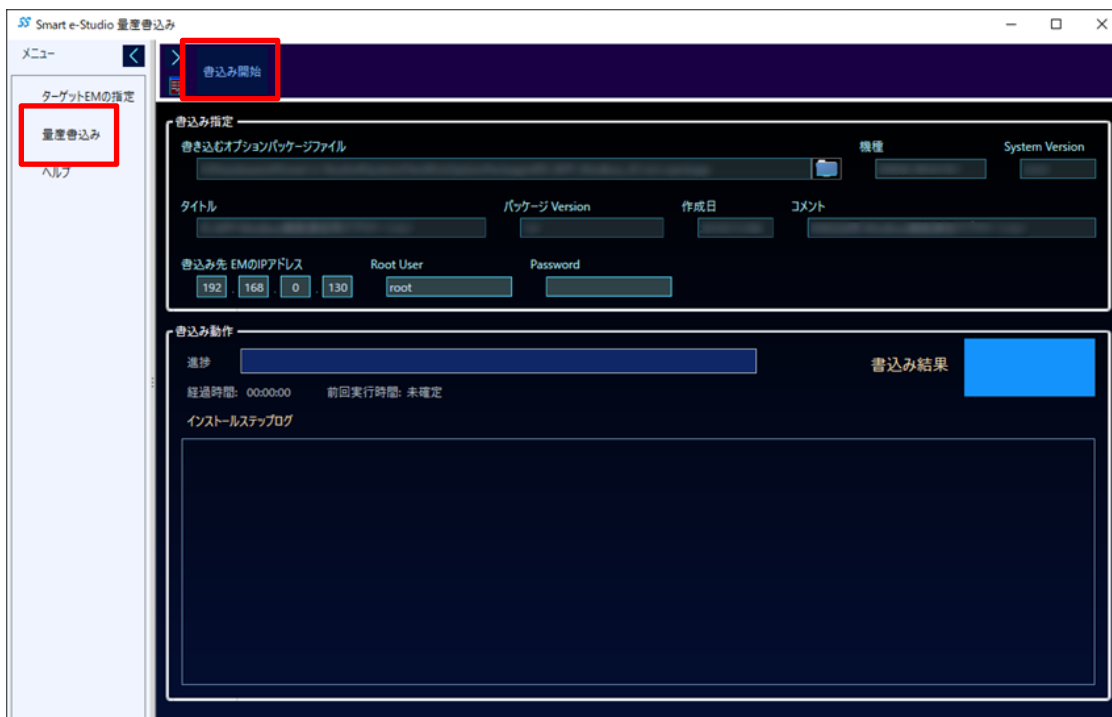 Smart e-Studio 量産書込み
メニュー
書込み開始
ターゲットEMの指定
量産書込み
ヘルプ
書込み指定
書き込むオプションパッケージファイル 機種 System Version
タイトル パッケージ Version 作成日 コメント
書込み先 EMのIPアドレス Root User Password
192 . 168 . 0 . 130 root
書込み動作
進捗 書込み結果
経過時間: 00:00:00 前回実行時間: 未確定
インストールステップログ